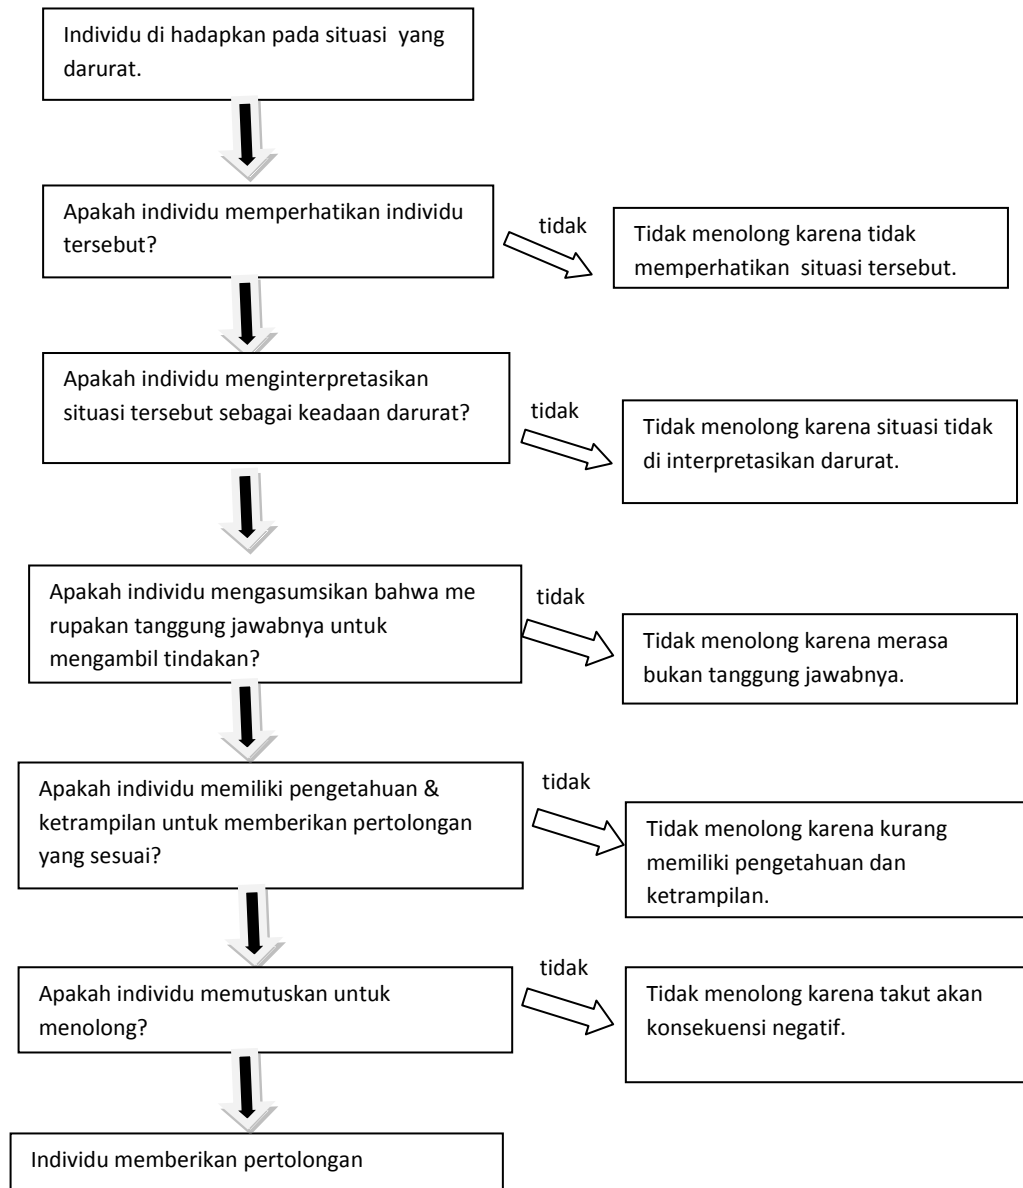 Individu di hadapkan pada situasi  yang
darurat.
Apakah individu memperhatikan individu
tersebut?
tidak
Tidak menolong karena tidak
memperhatikan  situasi tersebut.
Apakah individu menginterpretasikan
situasi tersebut sebagai keadaan darurat?
tidak
Tidak menolong karena situasi tidak
di interpretasikan darurat.
Apakah individu mengasumsikan bahwa me
rupakan tanggung jawabnya untuk
mengambil tindakan?
tidak
Tidak menolong karena merasa
bukan tanggung jawabnya.
Apakah individu memiliki pengetahuan &
ketrampilan untuk memberikan pertolongan
yang sesuai?
tidak
Tidak menolong karena kurang
memiliki pengetahuan dan
ketrampilan.
Apakah individu memutuskan untuk
menolong?
tidak
Tidak menolong karena takut akan
konsekuensi negatif.
Individu memberikan pertolongan